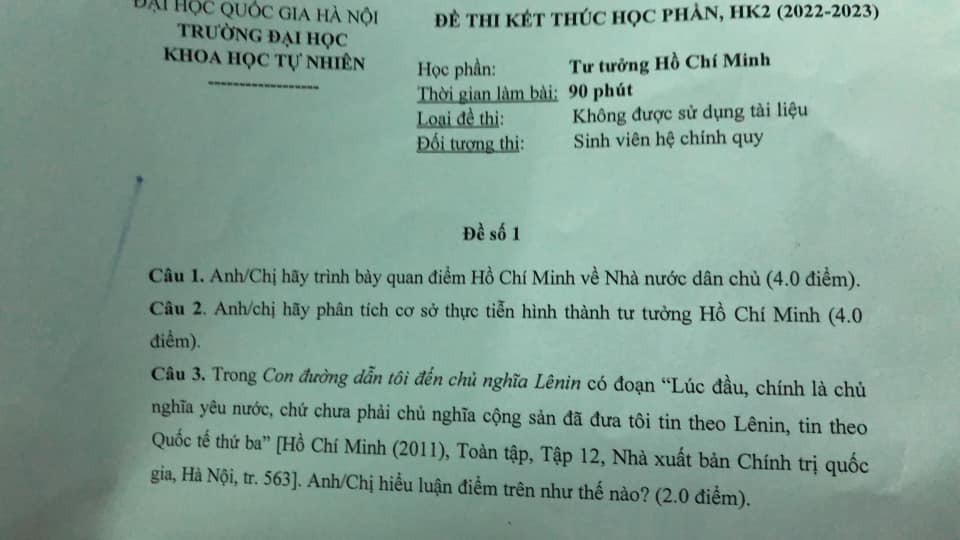 ĐẠI HỌC QUỐC GIA HÀ NỘI
TRƯỜNG ĐẠI HỌC
KHOA HỌC TỰ NHIÊN
ĐỀ THI KẾT THÚC HỌC PHẦN, HK2 (2022-2023)
Học phần: Tư tưởng Hồ Chí Minh
Thời gian làm bài: 90 phút
Loại đề thi: Không được sử dụng tài liệu
Đối tượng thi: Sinh viên hệ chính quy
Đề số 1
Câu 1. Anh/Chị hãy trình bày quan điểm Hồ Chí Minh về Nhà nước dân chủ (4.0 điểm).
Câu 2. Anh/chị hãy phân tích cơ sở thực tiễn hình thành tư tưởng Hồ Chí Minh (4.0
điểm).
Câu 3. Trong Con đường dẫn tôi đến chủ nghĩa Lênin có đoạn “Lúc đầu, chính là chủ
nghĩa yêu nước, chứ chưa phải chủ nghĩa cộng sản đã đưa tôi tin theo Lênin, tin theo
Quốc tế thứ ba” [Hồ Chí Minh (2011), Toàn tập, Tập 12, Nhà xuất bản Chính trị quốc
gia, Hà Nội, tr. 563]. Anh/Chị hiểu luận điểm trên như thế nào? (2.0 điểm).